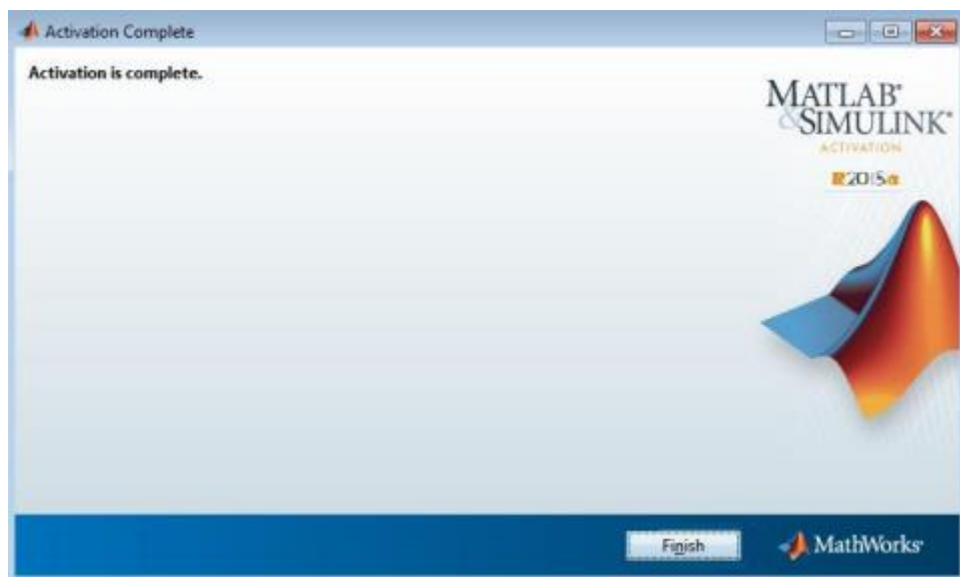 Activation Complete
Activation is complete.
MATLAB®
&SIMULINK®
ACTIVATION
R2015a
Finish
MathWorks®